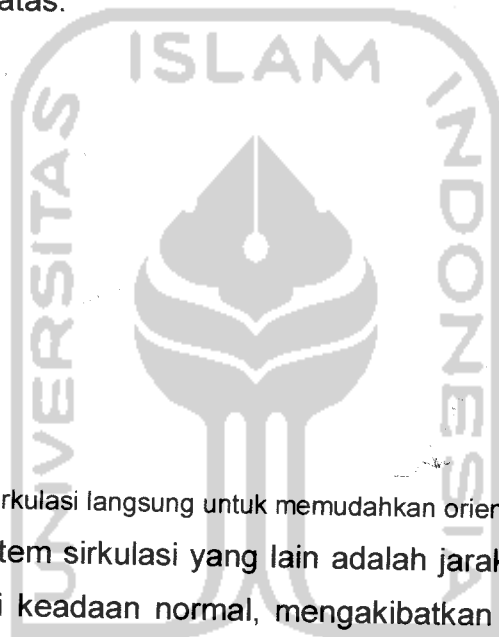 atas.
ISLAM
UNIVERSITAS
INDONESIA
rkulasi langsung untuk memudahkan orien
tem sirkulasi yang lain adalah jarak
i keadaan normal, mengakibatkan